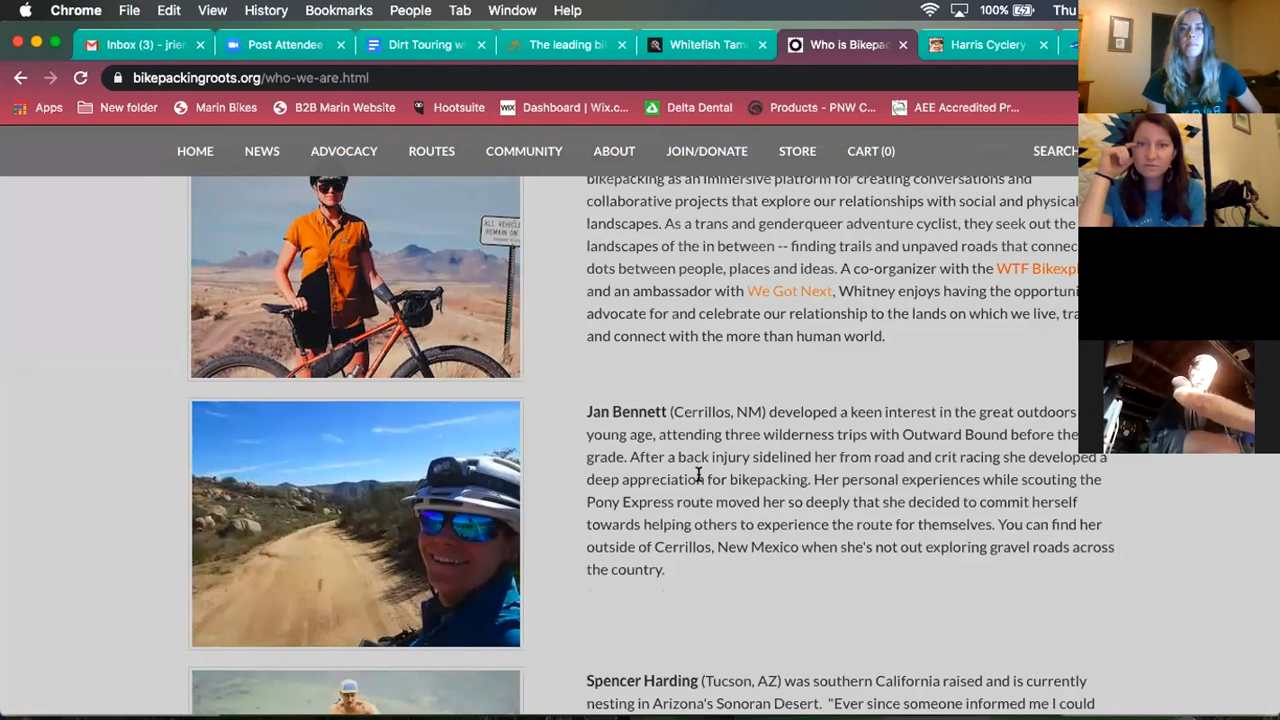 Chrome File Edit View History Bookmarks People Tab Window Help 100% Thu
Inbox (3) - jrien Post Attendee Dirt Touring w The leading bi Whitefish Tam Who is Bikepac Harris Cyclery
bikepackingroots.org/who-we-are.html
Apps New folder Marin Bikes B2B Marin Website Hootsuite WIX Dashboard | Wix.c... Delta Dental Products - PNW C... AEE Accredited Pr...
HOME NEWS ADVOCACY ROUTES COMMUNITY ABOUT JOIN/DONATE STORE CART (0) SEARCH
bikepacking as an immersive platform for creating conversations and
collaborative projects that explore our relationships with social and physical
landscapes. As a trans and genderqueer adventure cyclist, they seek out the
landscapes of the in between -- finding trails and unpaved roads that connec
dots between people, places and ideas. A co-organizer with the WTF Bikexpl
and an ambassador with We Got Next, Whitney enjoys having the opportuni
advocate for and celebrate our relationship to the lands on which we live, tra
and connect with the more than human world.
ALL VEHICLE
REMAIN ON
Jan Bennett (Cerrillos, NM) developed a keen interest in the great outdoors
young age, attending three wilderness trips with Outward Bound before the
grade. After a back injury sidelined her from road and crit racing she developed a
deep appreciation for bikepacking. Her personal experiences while scouting the
Pony Express route moved her so deeply that she decided to commit herself
towards helping others to experience the route for themselves. You can find her
outside of Cerrillos, New Mexico when she's not out exploring gravel roads across
the country.
Spencer Harding (Tucson, AZ) was southern California raised and is currently
nesting in Arizona's Sonoran Desert. "Ever since someone informed me I could